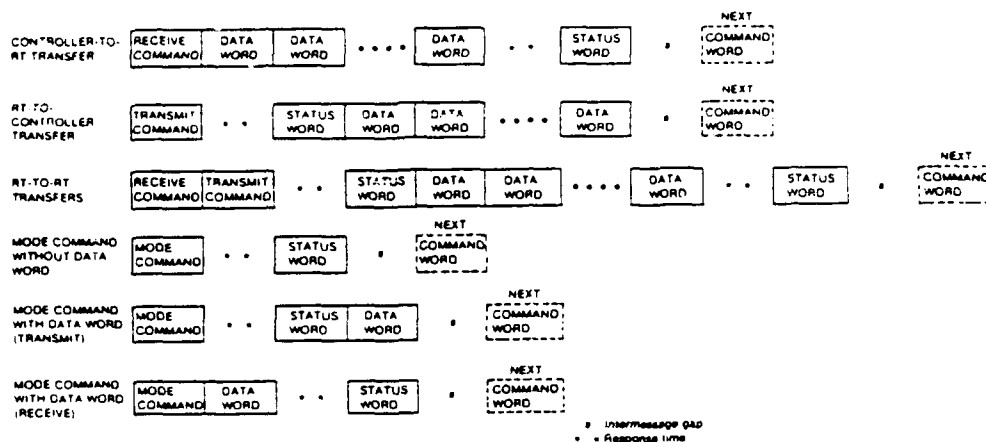 NEXT
CONTROLLER-TO-RT TRANSFER
RECEIVE COMMAND
DATA WORD
DATA WORD
DATA WORD
STATUS WORD
COMMAND WORD
NEXT
RT-TO-CONTROLLER TRANSFER
TRANSMIT COMMAND
STATUS WORD
DATA WORD
DATA WORD
DATA WORD
COMMAND WORD
NEXT
RT-TO-RT TRANSFERS
RECEIVE COMMAND
TRANSMIT COMMAND
STATUS WORD
DATA WORD
DATA WORD
DATA WORD
STATUS WORD
COMMAND WORD
NEXT
MODE COMMAND WITHOUT DATA WORD
MODE COMMAND
STATUS WORD
COMMAND WORD
NEXT
MODE COMMAND WITH DATA WORD (TRANSMIT)
MODE COMMAND
STATUS WORD
DATA WORD
COMMAND WORD
NEXT
MODE COMMAND WITH DATA WORD (RECEIVE)
MODE COMMAND
DATA WORD
STATUS WORD
COMMAND WORD
# Intermessage gap
• • Response time